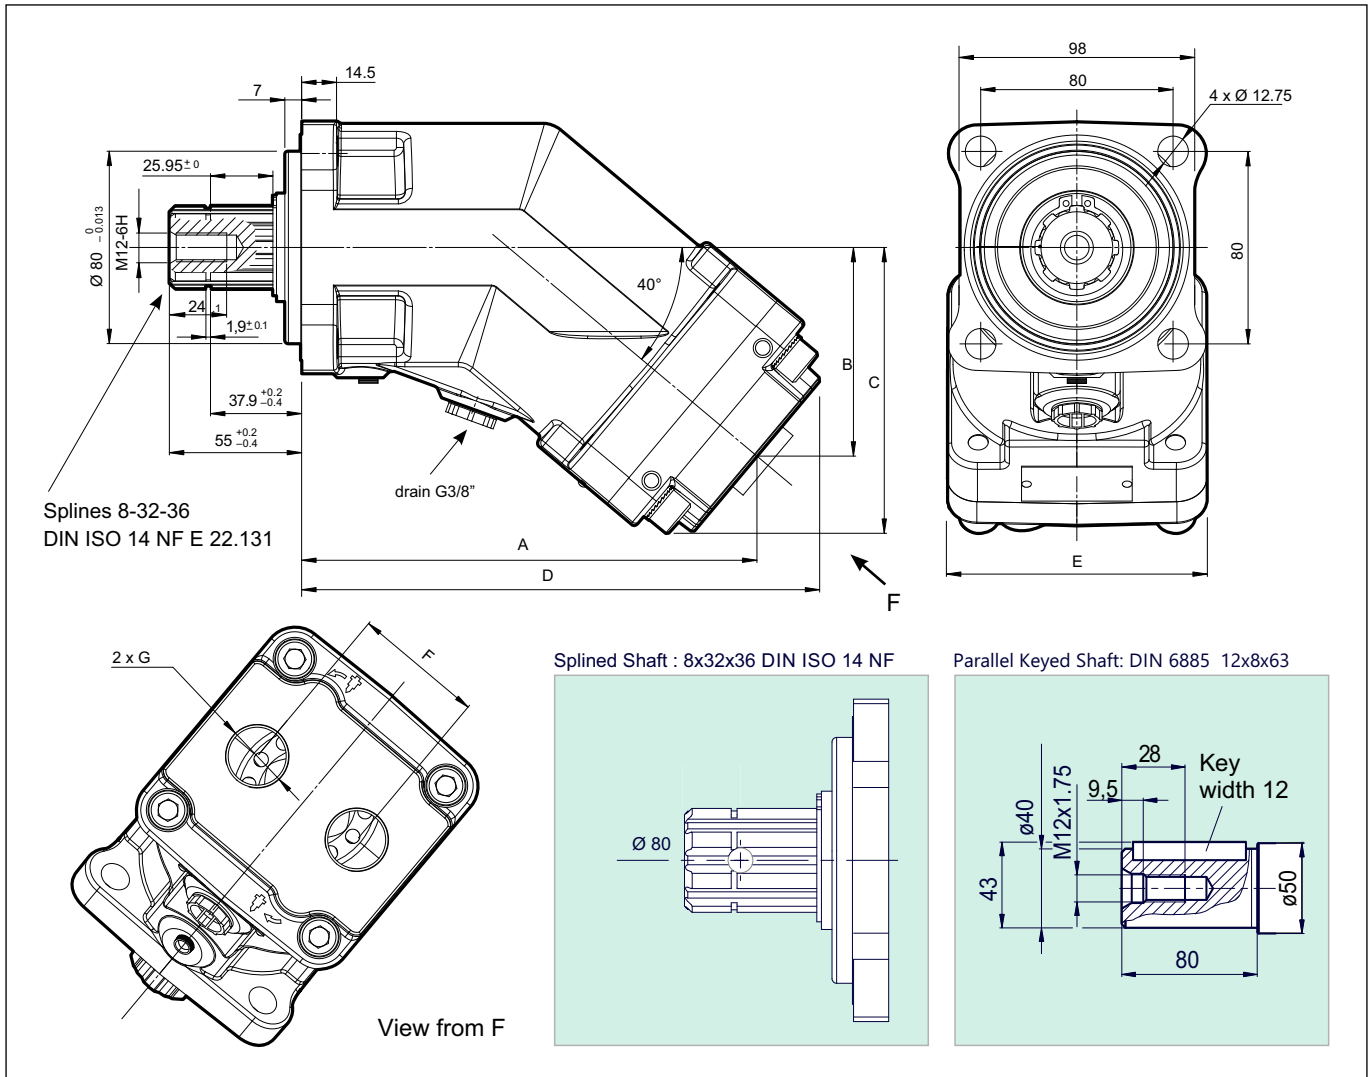 98
14.5
7
80
4 x Ø 12.75
25.95± 0
Ø 80 0 –0.013
M12-6H
80
40°
24
1
1,9±0.1
B
C
37.9 +0.2 –0.4
55 +0.2 –0.4
drain G3/8”
Splines 8-32-36
DIN ISO 14 NF E 22.131
A
D
E
F
2 x G
F
Splined Shaft : 8x32x36 DIN ISO 14 NF
Parallel Keyed Shaft: DIN 6885 12x8x63
28
Key
width 12
9,5
M12x1.75
ø40
Ø 80
43
ø50
80
View from F